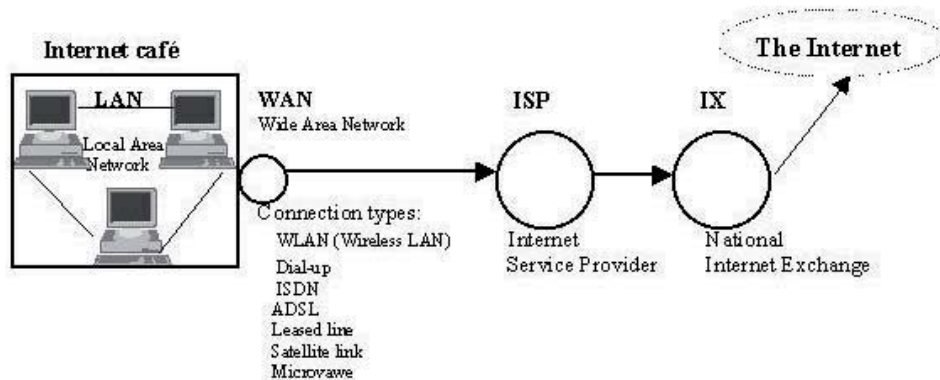 Internet café
The Internet
LAN
WAN
ISP
IX
Wide Area Network
Local Area
Network
Connection types:
WLAN (Wireless LAN)
Dial-up
ISDN
ADSL
Leased line
Satellite link
Microvawe
Internet
Service Provider
National
Internet Exchange